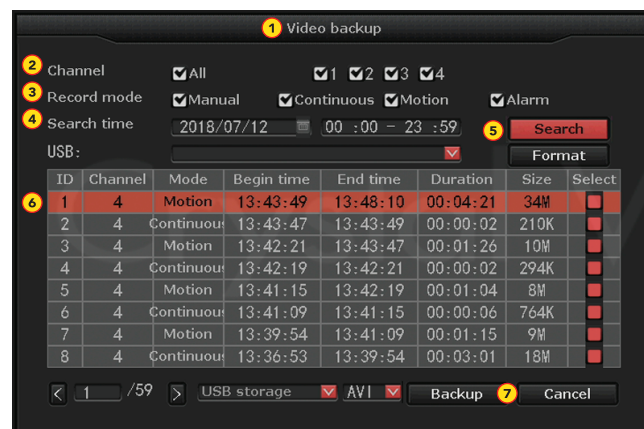 1 Video backup
2 Channel All 1 2 3 4
3 Record mode Manual Continuous Motion Alarm
4 Search time 2018/07/12 00 :00 - 23 :59 5 Search
USB: Format
ID Channel Mode Begin time End time Duration Size Select
6 1 4 Motion 13:43:49 13:48:10 00:04:21 34M
2 4 Continuou 13:43:47 13:43:49 00:00:02 210K
3 4 Motion 13:42:21 13:43:47 00:01:26 10M
4 4 Continuou 13:42:19 13:42:21 00:00:02 294K
5 4 Motion 13:41:15 13:42:19 00:01:04 8M
6 4 Continuou 13:41:09 13:41:15 00:00:06 764K
7 4 Motion 13:39:54 13:41:09 00:01:15 9M
8 4 Continuou 13:36:53 13:39:54 00:03:01 18M
< 1 /59 > USB storage AVI Backup 7 Cancel